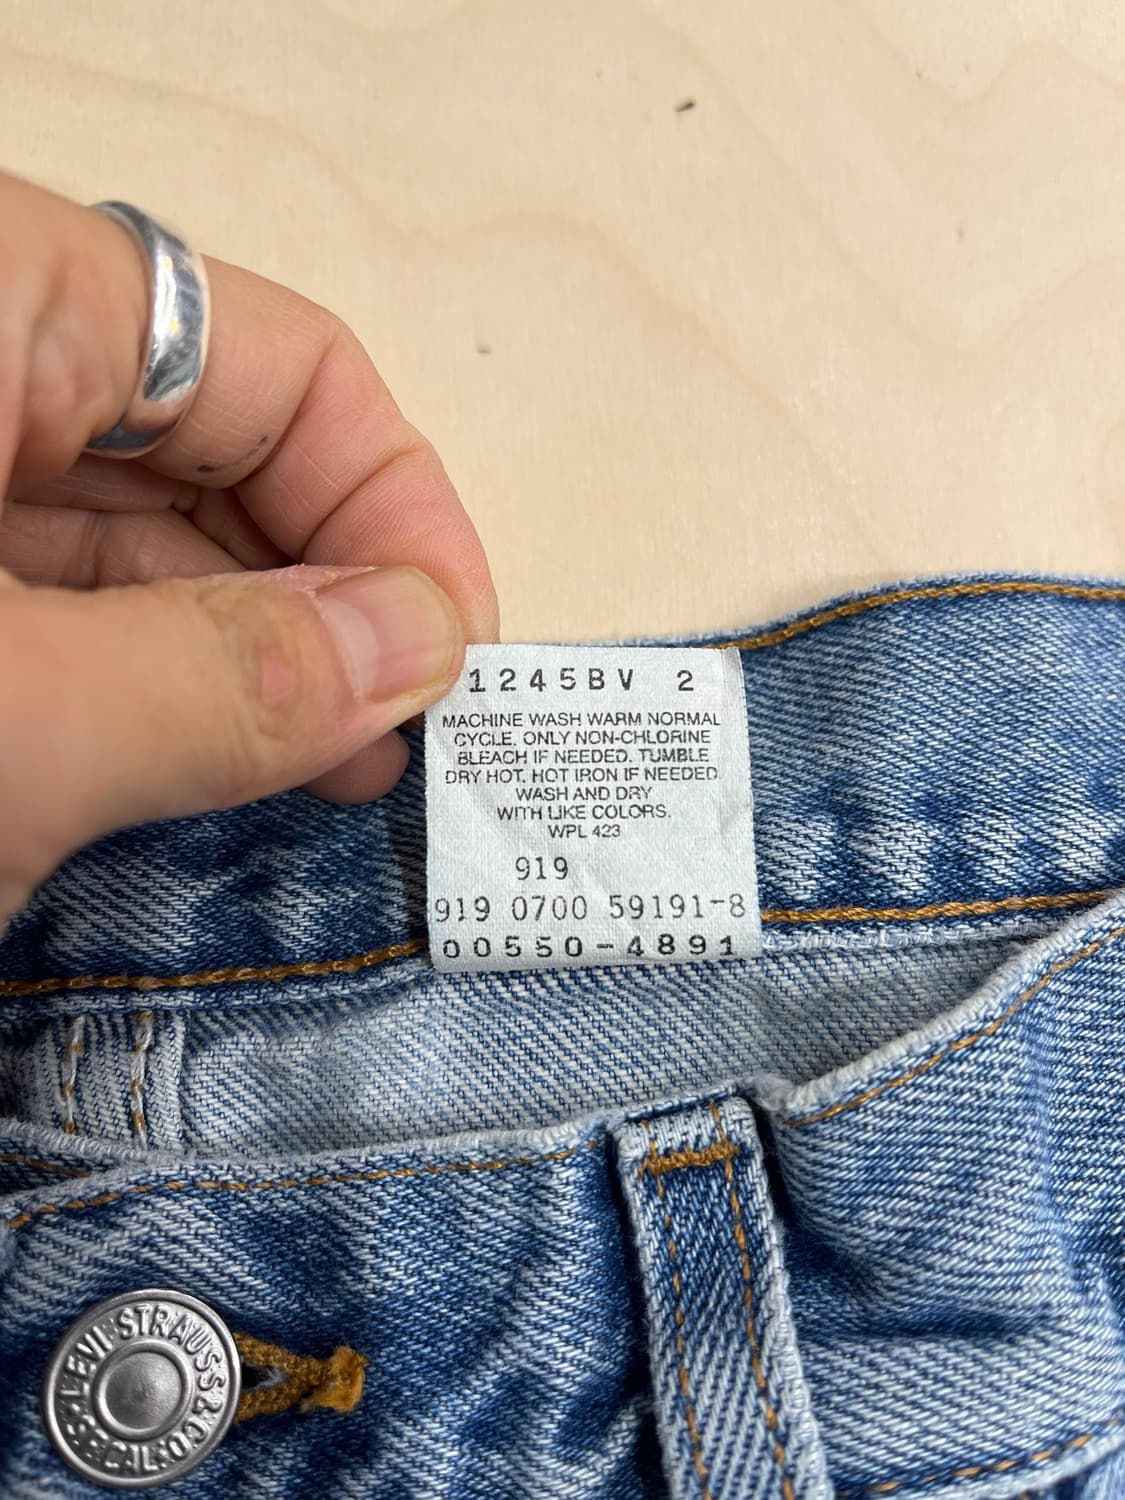 1245BV 2
MACHINE WASH WARM NORMAL
CYCLE. ONLY NON-CHLORINE
BLEACH IF NEEDED. TUMBLE
DRY HOT. HOT IRON IF NEEDED.
WASH AND DRY
WITH LIKE COLORS.
WPL 423
919
919 0700 59191-8
00550-4891
LEVI STRAUSS & CO. S.F. CAL.